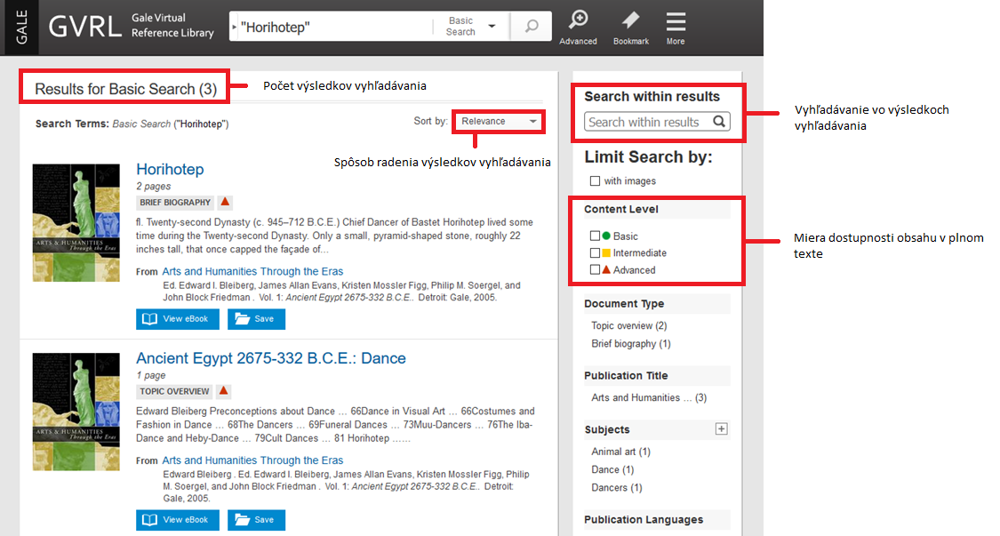 GALE
GVRL
Gale Virtual
Reference Library
"Horihotep"
Basic
Search
Advanced
Bookmark
More
Results for Basic Search (3)
Počet výsledkov vyhľadávania
Search Terms: Basic Search ("Horihotep")
Sort by: Relevance
Spôsob radenia výsledkov vyhľadávania
ARTS & HUMANITIES
Through the Eras
Horihotep
2 pages
BRIEF BIOGRAPHY
fl. Twenty-second Dynasty (c. 945–712 B.C.E.) Chief Dancer of Bastet Horihotep lived some
time during the Twenty-second Dynasty. Only a small, pyramid-shaped stone, roughly 22
inches tall, that once capped the façade of...
From Arts and Humanities Through the Eras
Ed. Edward I. Bleiberg, James Allan Evans, Kristen Mossler Figg, Philip M. Soergel, and
John Block Friedman . Vol. 1: Ancient Egypt 2675-332 B.C.E.. Detroit: Gale, 2005.
View eBook
Save
ARTS & HUMANITIES
Through the Eras
Ancient Egypt 2675-332 B.C.E.: Dance
1 page
TOPIC OVERVIEW
Edward Bleiberg Preconceptions about Dance ... 66Dance in Visual Art ... 66Costumes and
Fashion in Dance ... 68The Dancers ... 69Funeral Dances ... 73Muu-Dancers ... 76The Iba-
Dance and Heby-Dance ... 79Cult Dances ... 81 Horihotep ......
From Arts and Humanities Through the Eras
Edward Bleiberg . Ed. Edward I. Bleiberg, James Allan Evans, Kristen Mossler Figg, Philip
M. Soergel, and John Block Friedman . Vol. 1: Ancient Egypt 2675-332 B.C.E.. Detroit:
Gale, 2005.
View eBook
Save
Search within results
Search within results
Vyhľadávanie vo výsledkoch
vyhľadávania
Limit Search by:
with images
Content Level
Basic
Intermediate
Advanced
Miera dostupnosti obsahu v plnom
texte
Document Type
Topic overview (2)
Brief biography (1)
Publication Title
Arts and Humanities ... (3)
Subjects
Animal art (1)
Dance (1)
Dancers (1)
Publication Languages